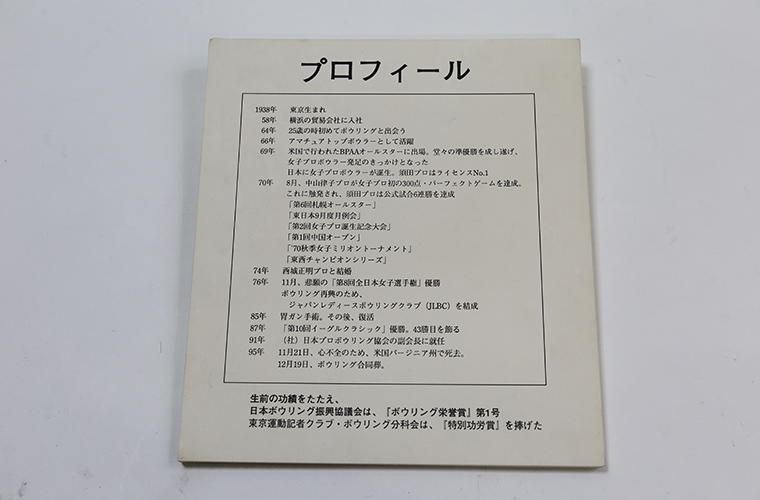 プロフィール
1938年 東京生まれ
58年 横浜の貿易会社に入社
64年 25歳の時初めてボウリングと出会う
66年 アマチュアトップボウラーとして活躍
69年 米国で行われたBPAAオールスターに出場。堂々の準優勝を成し遂げ、
女子プロボウラー発足のきっかけとなった
日本に女子プロボウラーが誕生。須田プロはライセンスNo.1
70年 8月、中山律子プロが女子プロ初の300点・パーフェクトゲームを達成。
これに触発され、須田プロは公式試合6連勝を達成
「第6回札幌オールスター」
「東日本9月度月例会」
「第2回女子プロ誕生記念大会」
「第1回中国オープン」
「'70秋季女子ミリオントーナメント」
「東西チャンピオンシリーズ」
74年 西城正明プロと結婚
76年 11月、悲願の「第8回全日本女子選手権」優勝
ボウリング再興のため、
ジャパンレディースボウリングクラブ（JLBC）を結成
85年 胃ガン手術。その後、復活
87年 「第10回イーグルクラシック」優勝。43勝目を飾る
91年 （社）日本プロボウリング協会の副会長に就任
95年 11月21日、心不全のため、米国バージニア州で死去。
12月19日、ボウリング合同葬。
生前の功績をたたえ、
日本ボウリング振興協議会は、『ボウリング栄誉賞』第1号
東京運動記者クラブ・ボウリング分科会は、『特別功労賞』を捧げた